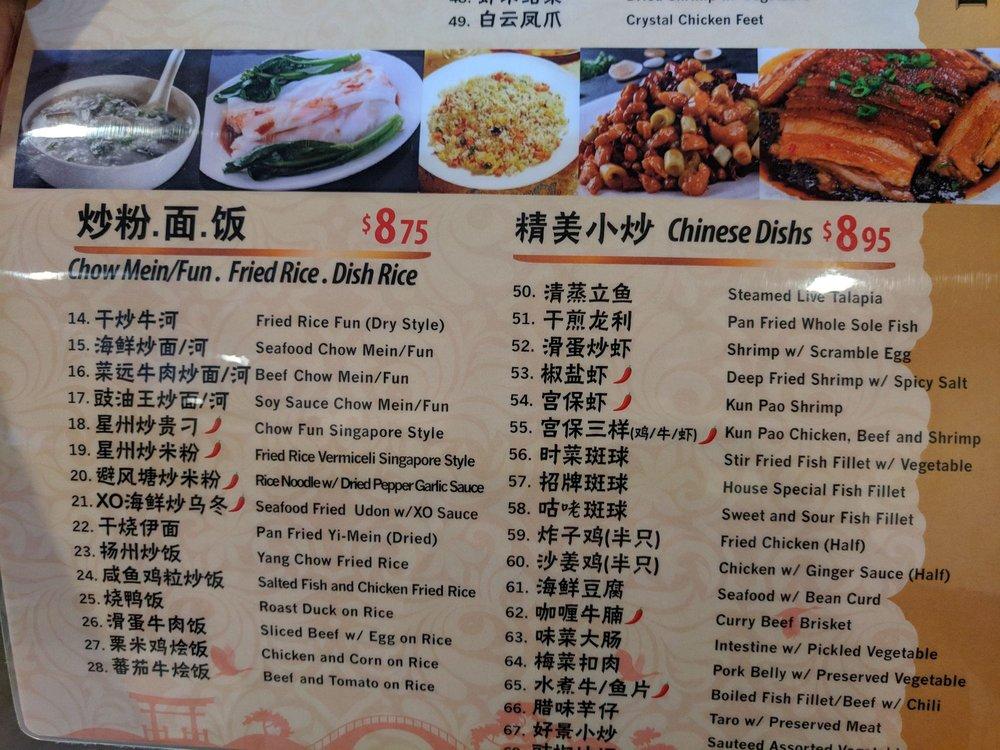 49. 白云凤爪 Crystal Chicken Feet
炒粉.面.饭 $875
Chow Mein/Fun . Fried Rice . Dish Rice
14. 干炒牛河 Fried Rice Fun (Dry Style)
15. 海鲜炒面/河 Seafood Chow Mein/Fun
16. 菜远牛肉炒面/河 Beef Chow Mein/Fun
17. 豉油王炒面/河 Soy Sauce Chow Mein/Fun
18. 星州炒贵刁 Chow Fun Singapore Style
19. 星州炒米粉 Fried Rice Vermiceli Singapore Style
20. 避风塘炒米粉 Rice Noodle w/ Dried Pepper Garlic Sauce
21. XO海鲜炒乌冬 Seafood Fried Udon w/XO Sauce
22. 干烧伊面 Pan Fried Yi-Mein (Dried)
23. 扬州炒饭 Yang Chow Fried Rice
24. 咸鱼鸡粒炒饭 Salted Fish and Chicken Fried Rice
25. 烧鸭饭 Roast Duck on Rice
26. 滑蛋牛肉饭 Sliced Beef w/ Egg on Rice
27. 栗米鸡烩饭 Chicken and Corn on Rice
28. 蕃茄牛烩饭 Beef and Tomato on Rice
精美小炒 Chinese Dishs $895
50. 清蒸立鱼 Steamed Live Talapia
51. 干煎龙利 Pan Fried Whole Sole Fish
52. 滑蛋炒虾 Shrimp w/ Scramble Egg
53. 椒盐虾 Deep Fried Shrimp w/ Spicy Salt
54. 宫保虾 Kun Pao Shrimp
55. 宫保三样(鸡/牛/虾) Kun Pao Chicken, Beef and Shrimp
56. 时菜斑球 Stir Fried Fish Fillet w/ Vegetable
57. 招牌斑球 House Special Fish Fillet
58. 咕咾斑球 Sweet and Sour Fish Fillet
59. 炸子鸡(半只) Fried Chicken (Half)
60. 沙姜鸡(半只) Chicken w/ Ginger Sauce (Half)
61. 海鲜豆腐 Seafood w/ Bean Curd
62. 咖喱牛腩 Curry Beef Brisket
63. 味菜大肠 Intestine w/ Pickled Vegetable
64. 梅菜扣肉 Pork Belly w/ Preserved Vegetable
65. 水煮牛/鱼片 Boiled Fish Fillet/Beef w/ Chili
66. 腊味芋仔 Taro w/ Preserved Meat
67. 好景小炒 Sauteed Assorted